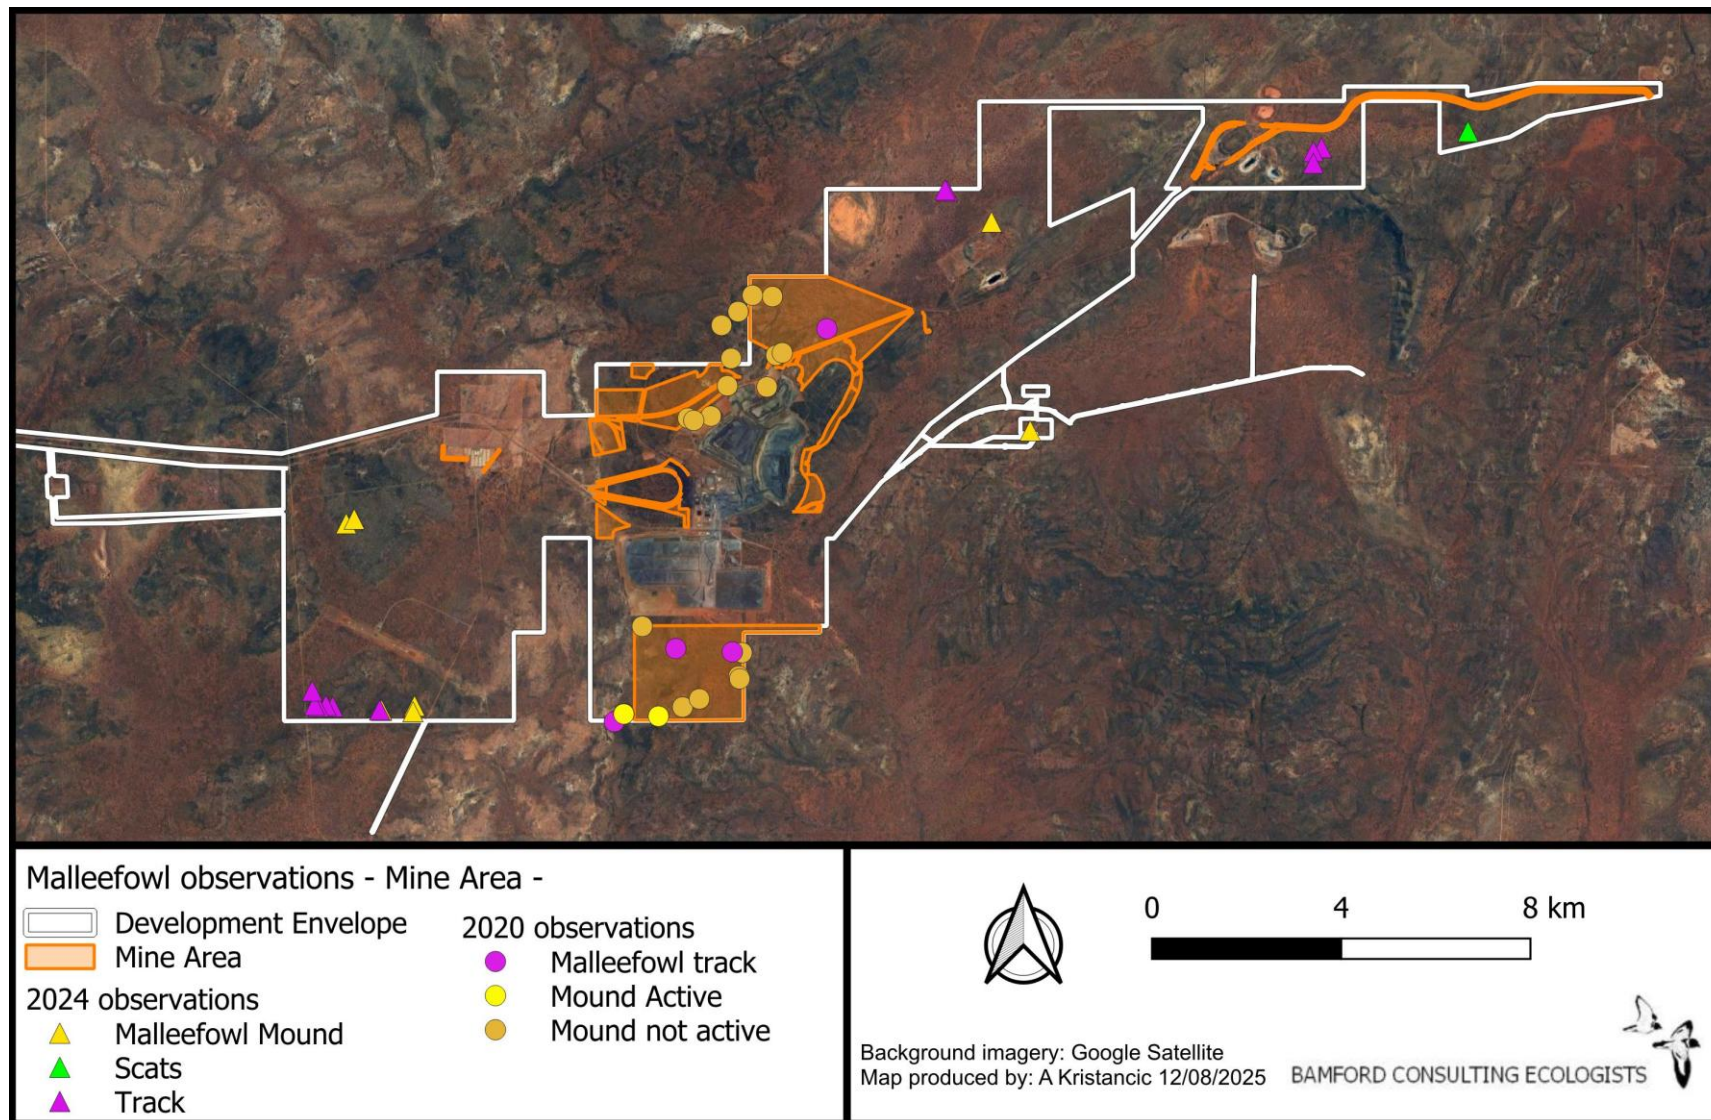 Malleefowl observations - Mine Area -
Development Envelope
Mine Area
2024 observations
Malleefowl Mound
Scats
Track
2020 observations
Malleefowl track
Mound Active
Mound not active
0 4 8 km
Background imagery: Google Satellite
Map produced by: A Kristancic 12/08/2025
BAMFORD CONSULTING ECOLOGISTS